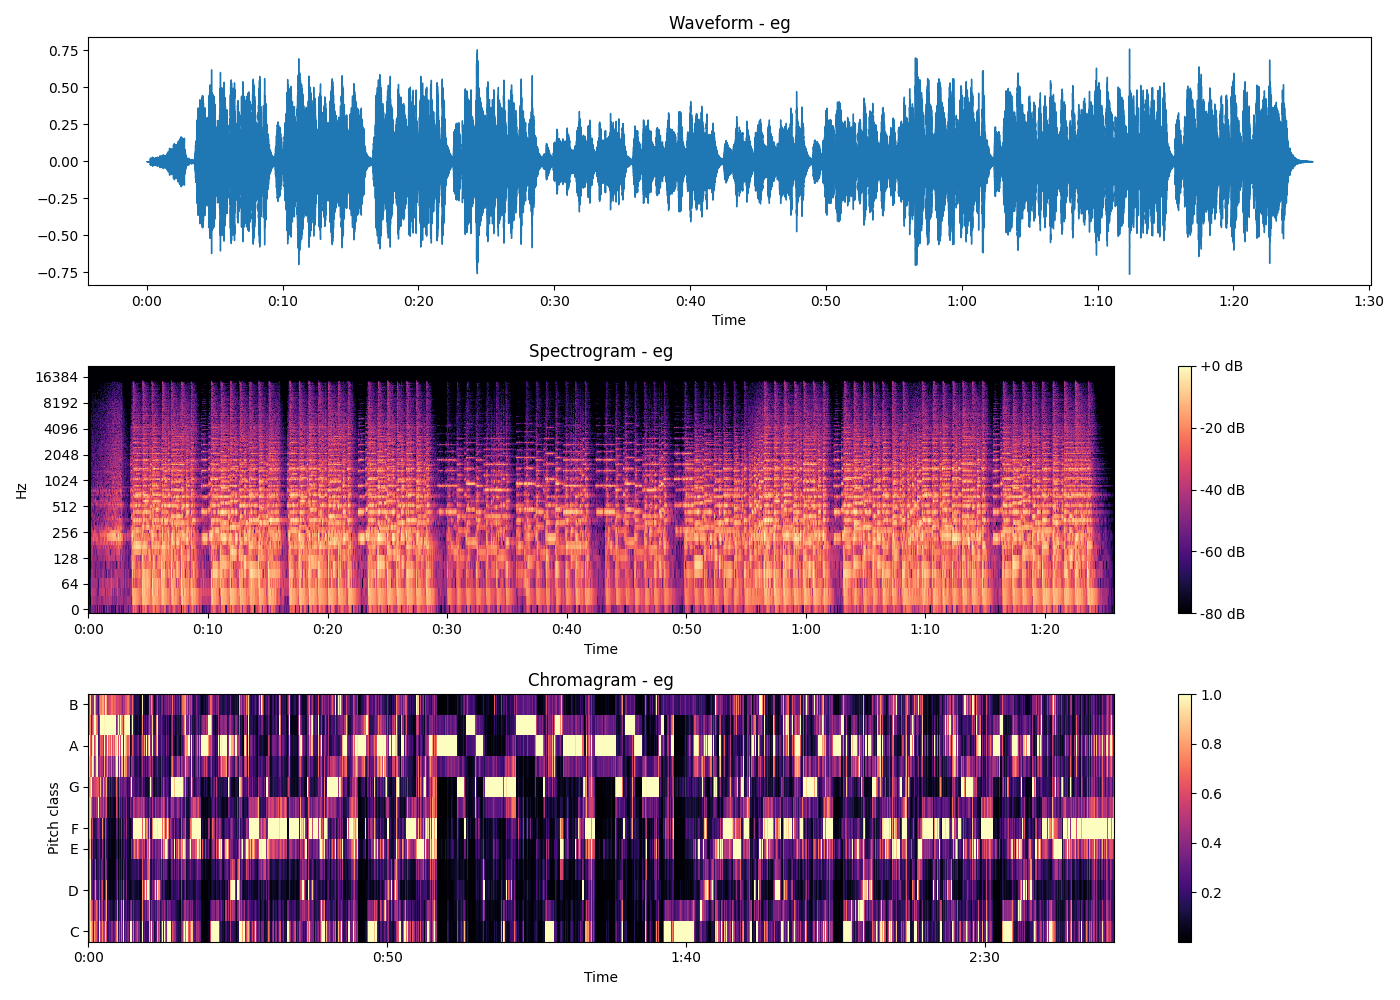 Waveform - eg
0.75
0.50
0.25
0.00
−0.25
−0.50
−0.75
0:00 0:10 0:20 0:30 0:40 0:50 1:00 1:10 1:20 1:30
Time
Spectrogram - eg
Hz
16384
8192
4096
2048
1024
512
256
128
64
0
0:00 0:10 0:20 0:30 0:40 0:50 1:00 1:10 1:20
Time
+0 dB
-20 dB
-40 dB
-60 dB
-80 dB
Chromagram - eg
Pitch class
B
A
G
F
E
D
C
0:00 0:50 1:40 2:30
Time
1.0
0.8
0.6
0.4
0.2